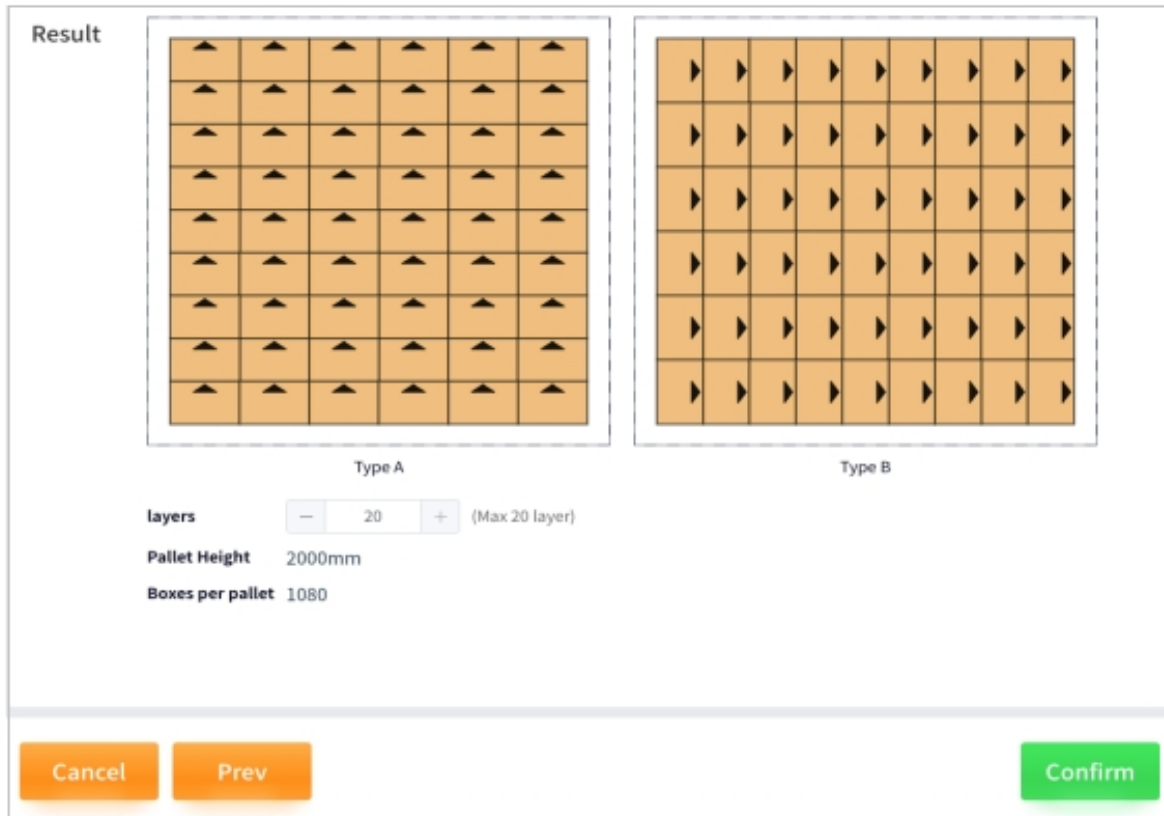 Result
Type A
Type B
layers − 20 + (Max 20 layer)
Pallet Height 2000mm
Boxes per pallet 1080
Cancel
Prev
Confirm